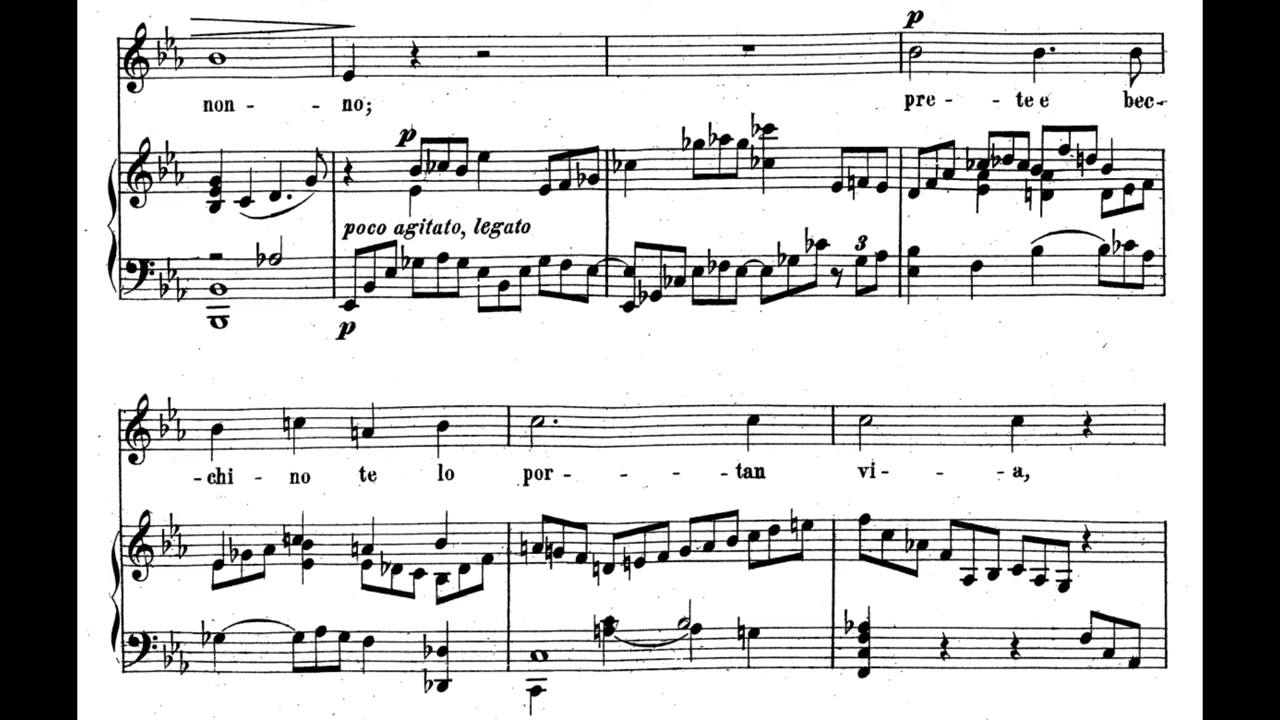 p
non - - no; pre - - te e bec-
p
poco agitato, legato
3
p
- chi - no te lo por - - - tan vi - - a,